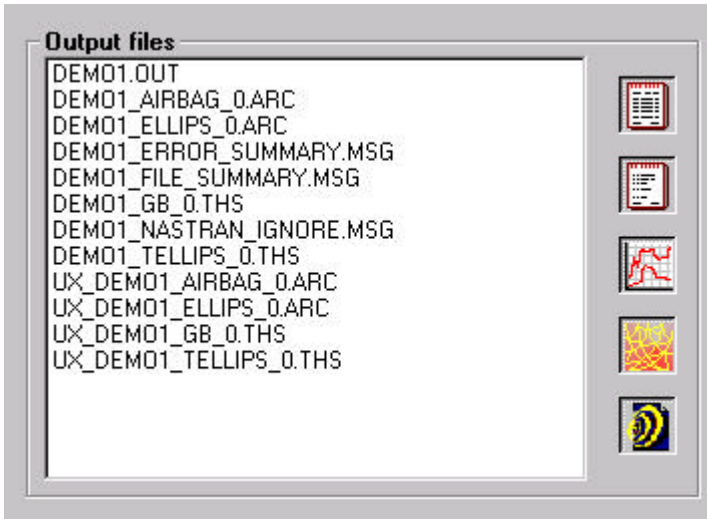 Output files
DEMO1.OUT
DEMO1_AIRBAG_0.ARC
DEMO1_ELLIPS_0.ARC
DEMO1_ERROR_SUMMARY.MSG
DEMO1_FILE_SUMMARY.MSG
DEMO1_GB_0.THS
DEMO1_NASTRAN_IGNORE.MSG
DEMO1_TELLIPS_0.THS
UX_DEMO1_AIRBAG_0.ARC
UX_DEMO1_ELLIPS_0.ARC
UX_DEMO1_GB_0.THS
UX_DEMO1_TELLIPS_0.THS